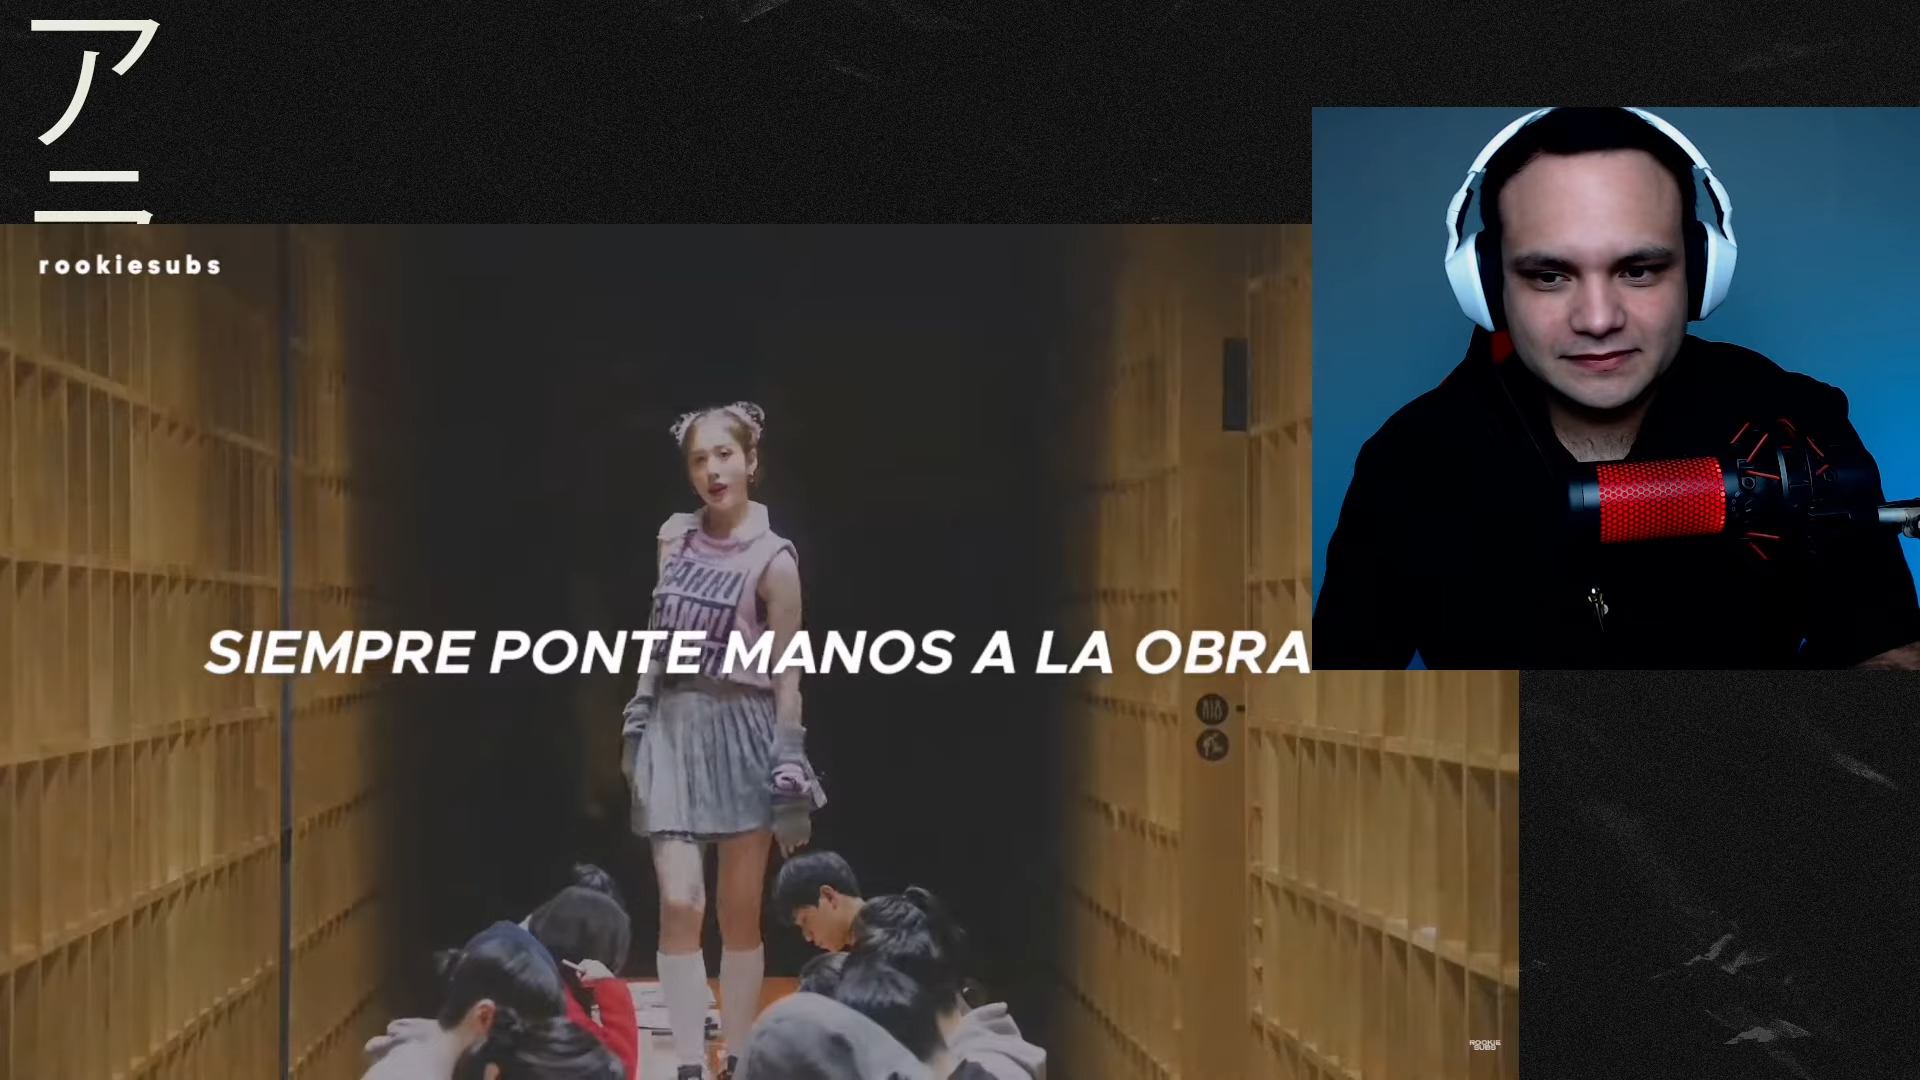 ア
rookiesubs
GANNI
GANNI
SIEMPRE PONTE MANOS A LA OBRA
ROOKIE
SUBS